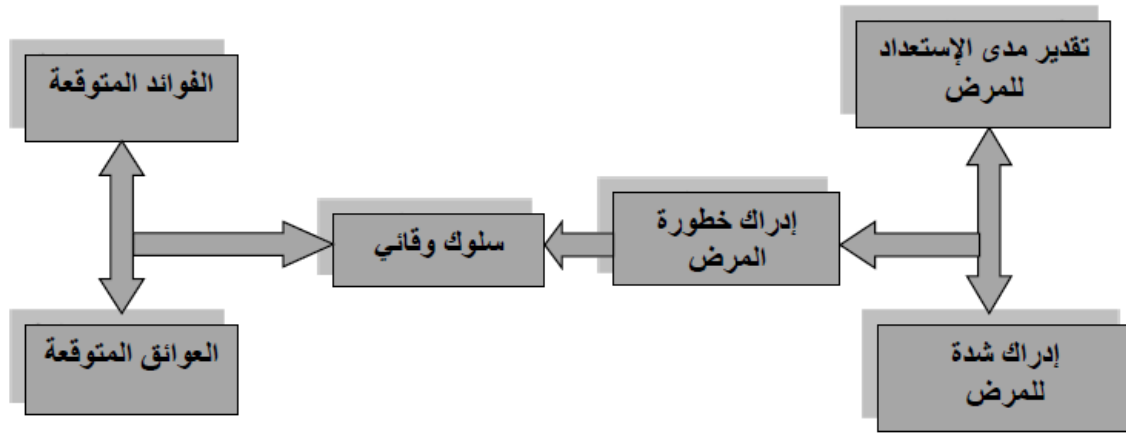 تقدير مدى الإستعداد
للمرض
الفوائد المتوقعة
إدراك خطورة
المرض
سلوك وقائي
إدراك شدة
للمرض
العوائق المتوقعة